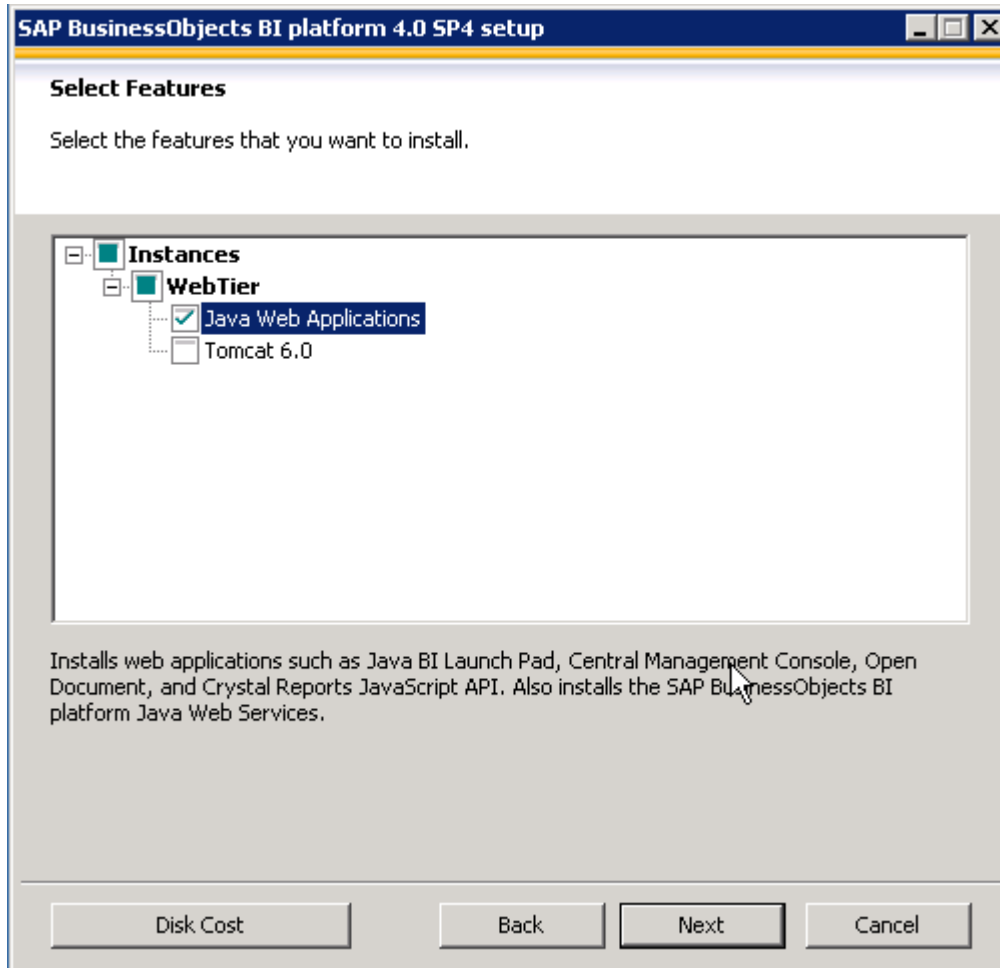 SAP BusinessObjects BI platform 4.0 SP4 setup
Select Features
Select the features that you want to install.
Instances
WebTier
Java Web Applications
Tomcat 6.0
Installs web applications such as Java BI Launch Pad, Central Management Console, Open
Document, and Crystal Reports JavaScript API. Also installs the SAP BusinessObjects BI
platform Java Web Services.
Disk Cost
Back
Next
Cancel